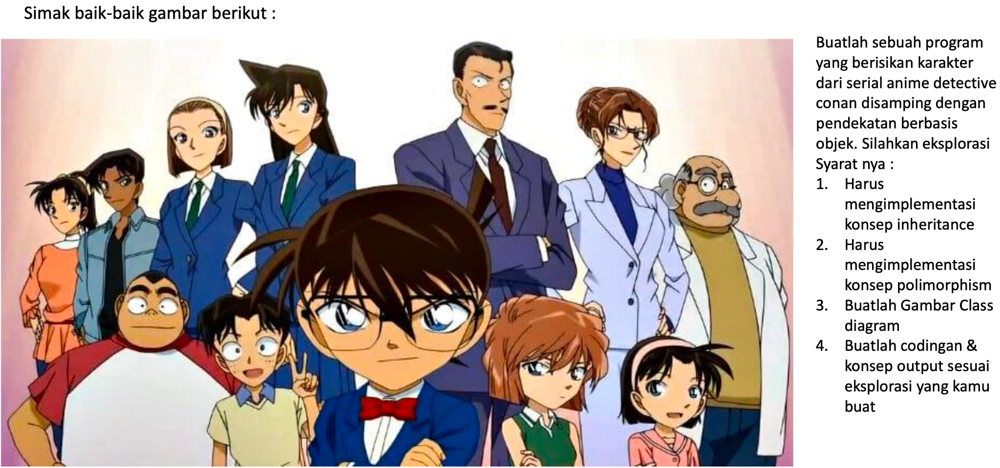 Simak baik-baik gambar berikut :
Buatlah sebuah program
yang berisikan karakter
dari serial anime detective
conan disamping dengan
pendekatan berbasis
objek. Silahkan eksplorasi
Syarat nya :
1. Harus
mengimplementasi
konsep inheritance
2. Harus
mengimplementasi
konsep polimorphism
3. Buatlah Gambar Class
diagram
4. Buatlah codingan &
konsep output sesuai
eksplorasi yang kamu
buat